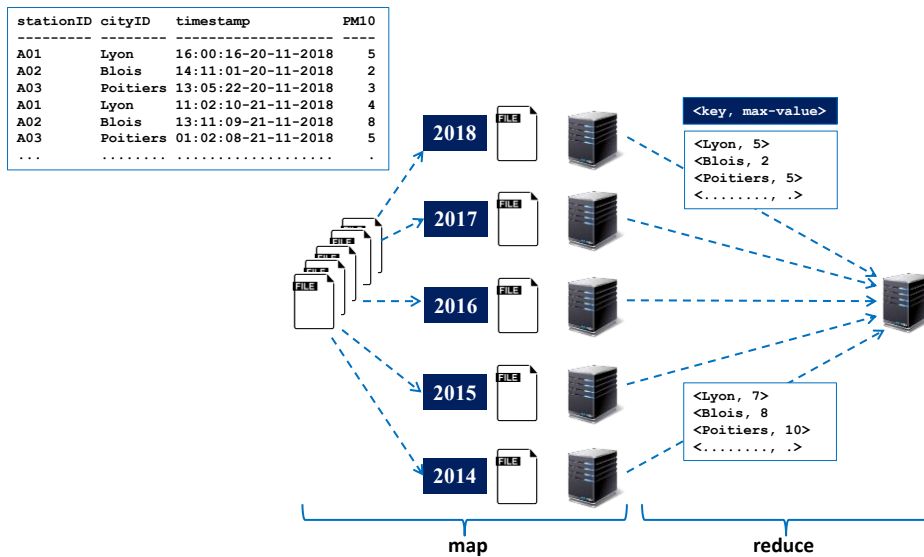 stationID cityID timestamp PM10
---------- -------- ------------------- ----
A01 Lyon 16:00:16-20-11-2018 5
A02 Blois 14:11:01-20-11-2018 2
A03 Poitiers 13:05:22-20-11-2018 3
A01 Lyon 11:02:10-21-11-2018 4
A02 Blois 13:11:09-21-11-2018 8
A03 Poitiers 01:02:08-21-11-2018 5
... ........ ................... .
<key, max-value>
2018
FILE
<Lyon, 5>
<Blois, 2
<Poitiers, 5>
<........, .>
2017
FILE
FILE
FILE
FILE
FILE
FILE
2016
FILE
2015
FILE
<Lyon, 7>
<Blois, 8
<Poitiers, 10>
<........, .>
2014
FILE
map
reduce